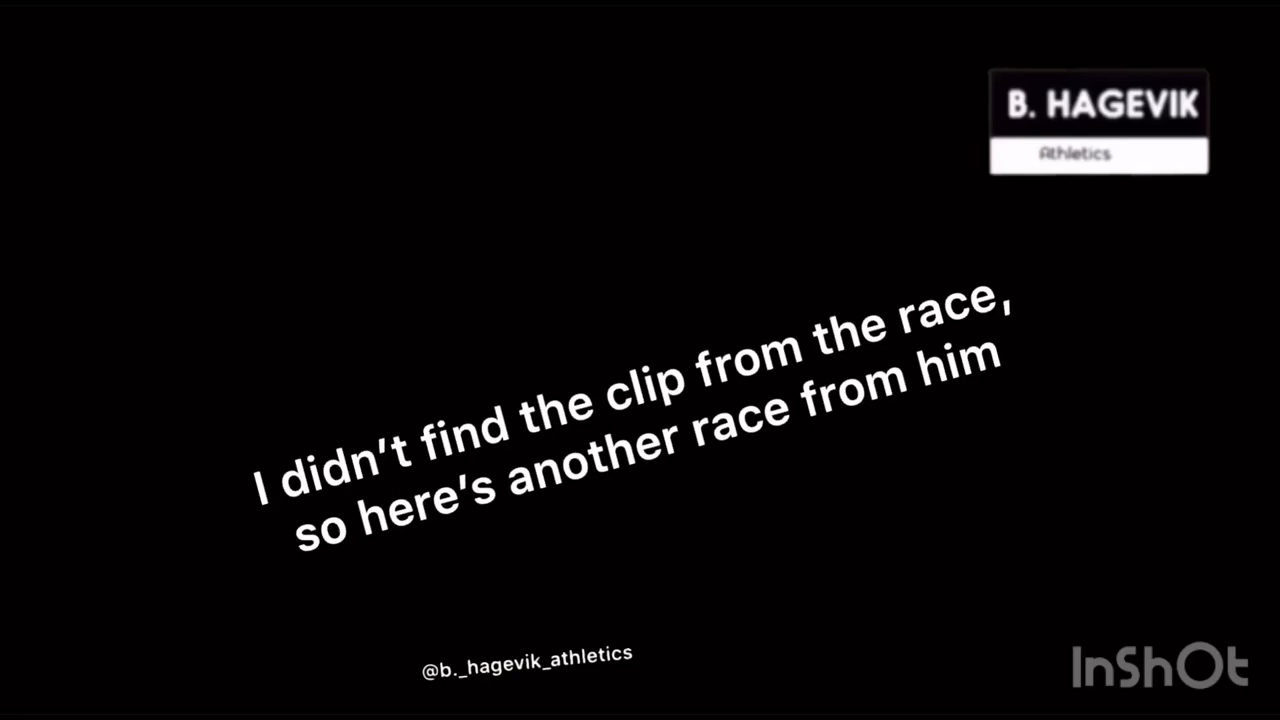 B. HAGEVIK
Athletics
I didn’t find the clip from the race,
so here’s another race from him
@b._hagevik_athletics
InShOt